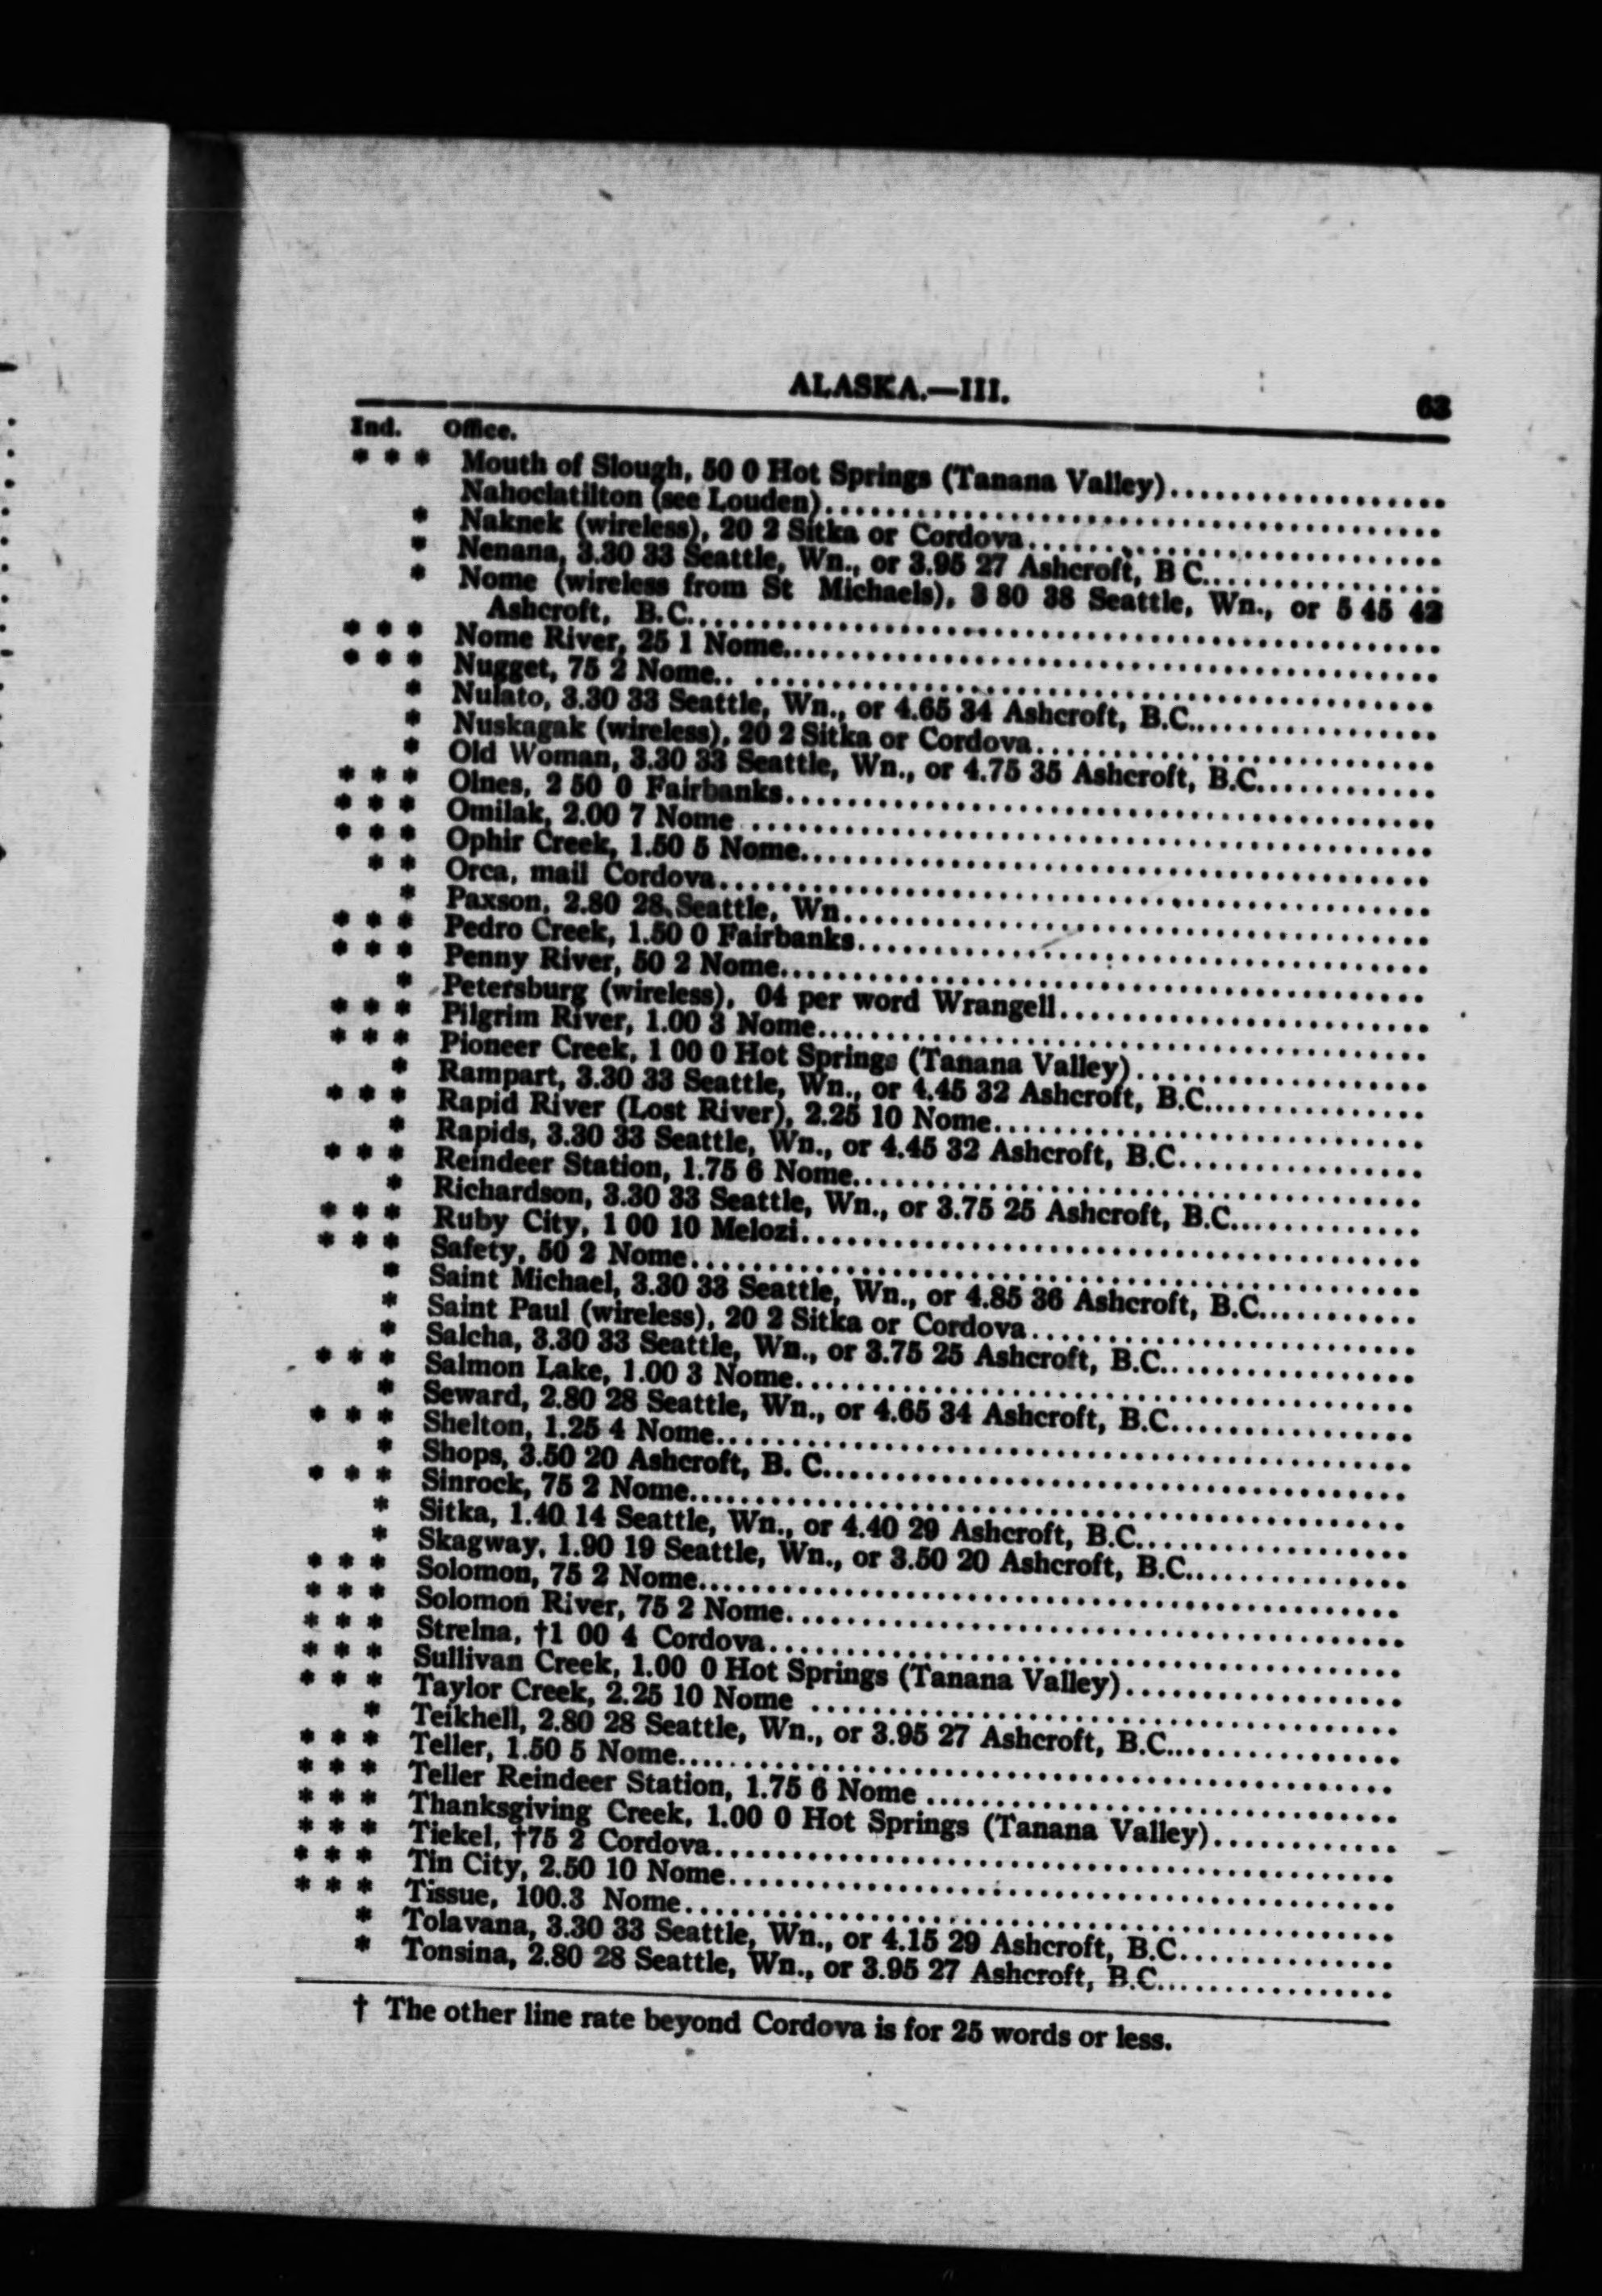 ALASKA.—III.
63
Ind. Office.
* * * Mouth of Slough, 50 0 Hot Springs (Tanana Valley)..................
Nahoclatilton (see Louden)........................................
* Naknek (wireless), 20 2 Sitka or Cordova...........................
* Nenana, 3.30 33 Seattle, Wn., or 3.95 27 Ashcroft, B C................
* Nome (wireless from St Michaels), 3 80 38 Seattle, Wn., or 5 45 42
Ashcroft, B.C..................................................
* * * Nome River, 25 1 Nome...........................................
* * * Nugget, 75 2 Nome.. .............................................
* Nulato, 3.30 33 Seattle, Wn., or 4.65 34 Ashcroft, B.C.................
* Nuskagak (wireless), 20 2 Sitka or Cordova..........................
* Old Woman, 3.30 33 Seattle, Wn., or 4.75 35 Ashcroft, B.C............
* * * Olnes, 2 50 0 Fairbanks...........................................
* * * Omilak, 2.00 7 Nome .............................................
* * * Ophir Creek, 1.50 5 Nome.........................................
* * Orca, mail Cordova...............................................
* Paxson, 2.80 28 Seattle, Wn.......................................
* * * Pedro Creek, 1.50 0 Fairbanks.....................................
* * * Penny River, 50 2 Nome...........................................
* Petersburg (wireless), 04 per word Wrangell........................
* * * Pilgrim River, 1.00 3 Nome........................................
* * * Pioneer Creek, 1 00 0 Hot Springs (Tanana Valley)...................
* Rampart, 3.30 33 Seattle, Wn., or 4.45 32 Ashcroft, B.C...............
* * * Rapid River (Lost River), 2.25 10 Nome............................
* Rapids, 3.30 33 Seattle, Wn., or 4.45 32 Ashcroft, B.C................
* * * Reindeer Station, 1.75 6 Nome.....................................
* Richardson, 3.30 33 Seattle, Wn., or 3.75 25 Ashcroft, B.C.............
* * * Ruby City, 1 00 10 Melozi.........................................
* * * Safety, 50 2 Nome................................................
* Saint Michael, 3.30 33 Seattle, Wn., or 4.85 36 Ashcroft, B.C...........
* Saint Paul (wireless), 20 2 Sitka or Cordova.........................
* Salcha, 3.30 33 Seattle, Wn., or 3.75 25 Ashcroft, B.C.................
* * * Salmon Lake, 1.00 3 Nome........................................
* Seward, 2.80 28 Seattle, Wn., or 4.65 34 Ashcroft, B.C................
* * * Shelton, 1.25 4 Nome.............................................
* Shops, 3.50 20 Ashcroft, B. C......................................
* * * Sinrock, 75 2 Nome...............................................
* Sitka, 1.40 14 Seattle, Wn., or 4.40 29 Ashcroft, B.C..................
* Skagway, 1.90 19 Seattle, Wn., or 3.50 20 Ashcroft, B.C...............
* * * Solomon, 75 2 Nome..............................................
* * * Solomon River, 75 2 Nome.........................................
* * * Strelna, †1 00 4 Cordova..........................................
* * * Sullivan Creek, 1.00 0 Hot Springs (Tanana Valley)..................
* * * Taylor Creek, 2.25 10 Nome .......................................
* Teikhell, 2.80 28 Seattle, Wn., or 3.95 27 Ashcroft, B.C................
* * * Teller, 1.50 5 Nome...............................................
* * * Teller Reindeer Station, 1.75 6 Nome ...............................
* * * Thanksgiving Creek, 1.00 0 Hot Springs (Tanana Valley)............
* * * Tiekel, †75 2 Cordova.............................................
* * * Tin City, 2.50 10 Nome............................................
* * * Tissue, 100.3 Nome...............................................
* Tolavana, 3.30 33 Seattle, Wn., or 4.15 29 Ashcroft, B.C..............
* Tonsina, 2.80 28 Seattle, Wn., or 3.95 27 Ashcroft, B.C................
† The other line rate beyond Cordova is for 25 words or less.